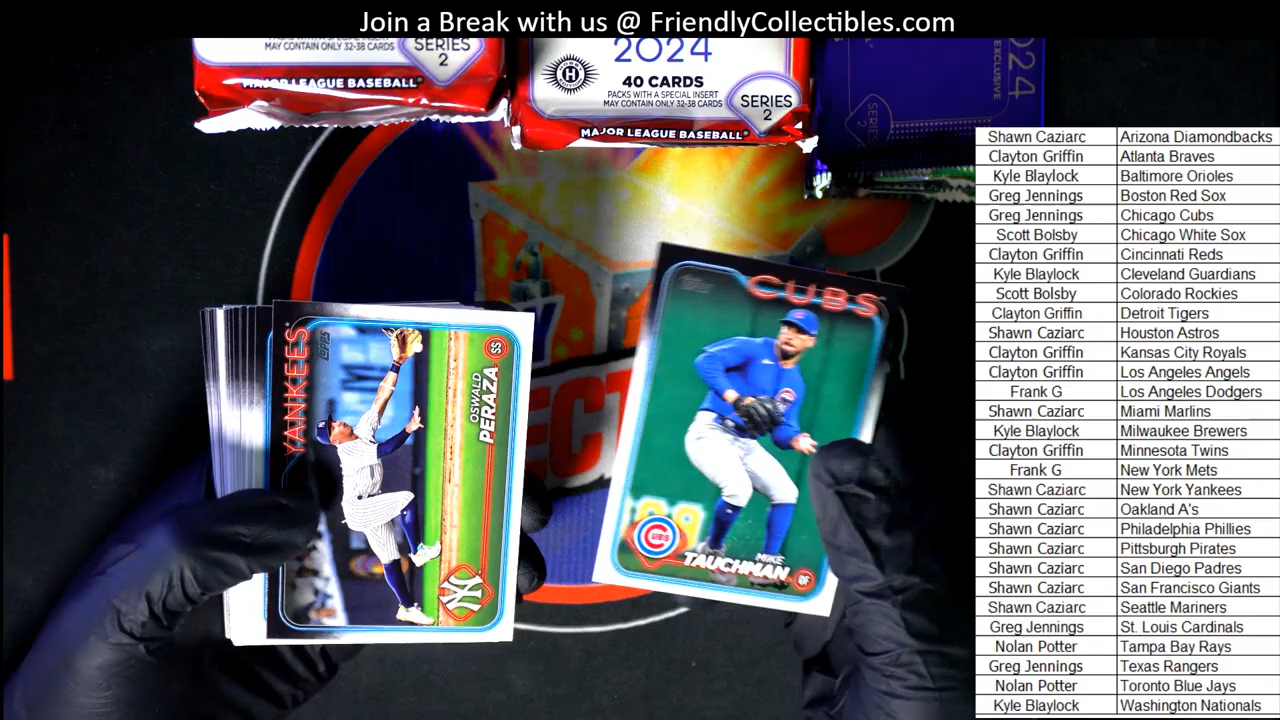 Join a Break with us @ FriendlyCollectibles.com
MAY CONTAIN ONLY 32-38 CARDS
SERIES
2
MAJOR LEAGUE BASEBALL®
2024
40 CARDS
PACKS WITH A SPECIAL INSERT
MAY CONTAIN ONLY 32-38 CARDS
SERIES
2
MAJOR LEAGUE BASEBALL®
2024
EXCLUSIVE
SERIES
2
YANKEES
TOPPS
OSWALD
PERAZA
SS
NY
CUBS
CUBS
MIKE
TAUCHMAN
OF
Shawn Caziarc Arizona Diamondbacks
Clayton Griffin Atlanta Braves
Kyle Blaylock Baltimore Orioles
Greg Jennings Boston Red Sox
Greg Jennings Chicago Cubs
Scott Bolsby Chicago White Sox
Clayton Griffin Cincinnati Reds
Kyle Blaylock Cleveland Guardians
Scott Bolsby Colorado Rockies
Clayton Griffin Detroit Tigers
Shawn Caziarc Houston Astros
Clayton Griffin Kansas City Royals
Clayton Griffin Los Angeles Angels
Frank G Los Angeles Dodgers
Shawn Caziarc Miami Marlins
Kyle Blaylock Milwaukee Brewers
Clayton Griffin Minnesota Twins
Frank G New York Mets
Shawn Caziarc New York Yankees
Shawn Caziarc Oakland A's
Shawn Caziarc Philadelphia Phillies
Shawn Caziarc Pittsburgh Pirates
Shawn Caziarc San Diego Padres
Shawn Caziarc San Francisco Giants
Shawn Caziarc Seattle Mariners
Greg Jennings St. Louis Cardinals
Nolan Potter Tampa Bay Rays
Greg Jennings Texas Rangers
Nolan Potter Toronto Blue Jays
Kyle Blaylock Washington Nationals